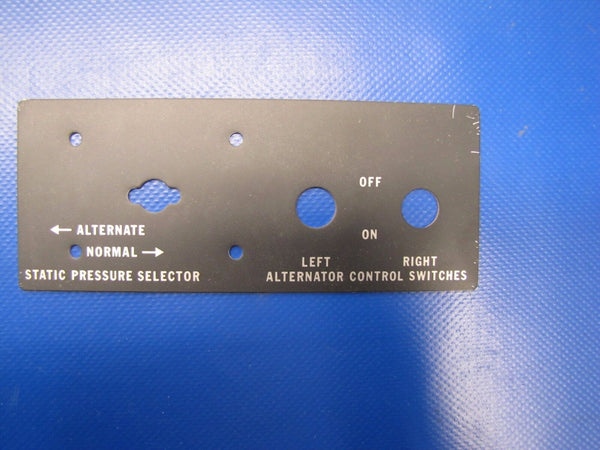 OFF
← ALTERNATE
ON
NORMAL →
LEFT RIGHT
STATIC PRESSURE SELECTOR
ALTERNATOR CONTROL SWITCHES